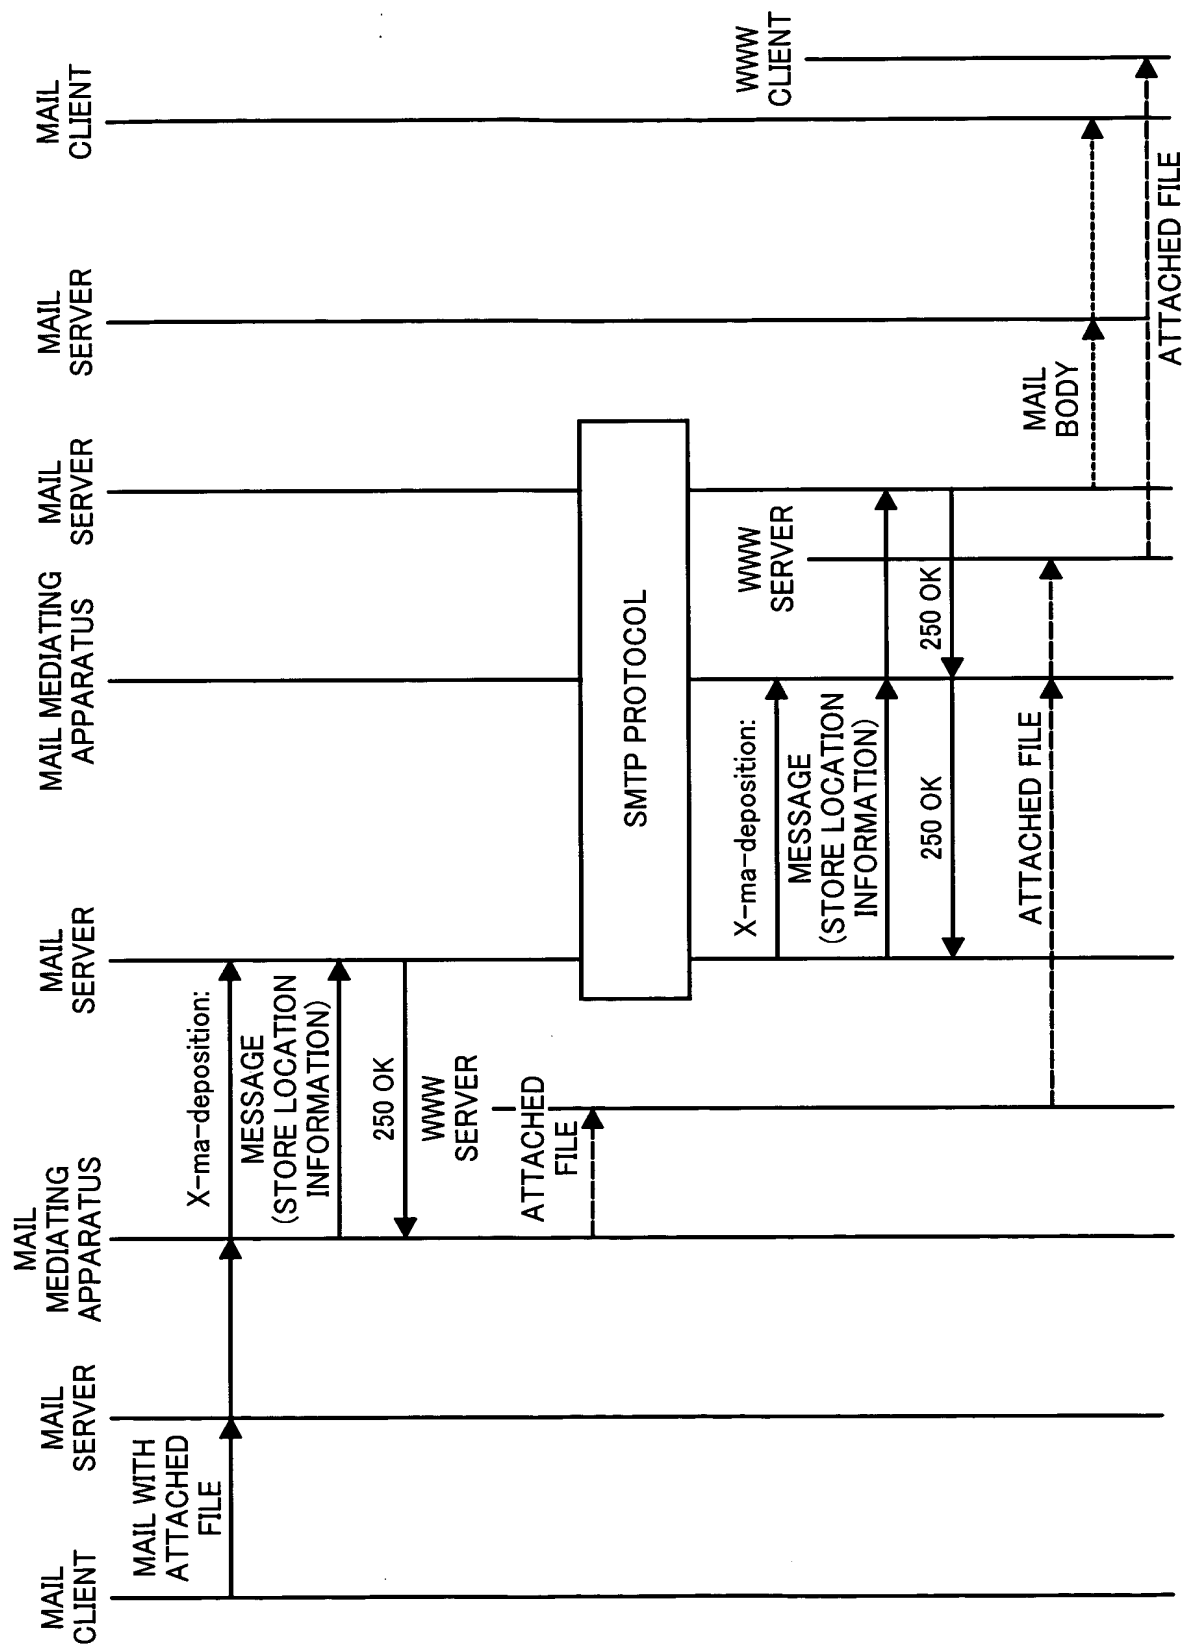 MAIL
CLIENT
MAIL
SERVER
MAIL
MEDIATING
APPARATUS
MAIL
SERVER
MAIL MEDIATING
APPARATUS
MAIL
SERVER
MAIL
SERVER
MAIL
CLIENT
MAIL WITH
ATTACHED
FILE
X-ma-deposition:
MESSAGE
(STORE LOCATION
INFORMATION)
250 OK
WWW
SERVER
ATTACHED
FILE
SMTP PROTOCOL
X-ma-deposition:
MESSAGE
(STORE LOCATION
INFORMATION)
250 OK
250 OK
WWW
SERVER
WWW
CLIENT
ATTACHED FILE
MAIL
BODY
ATTACHED FILE